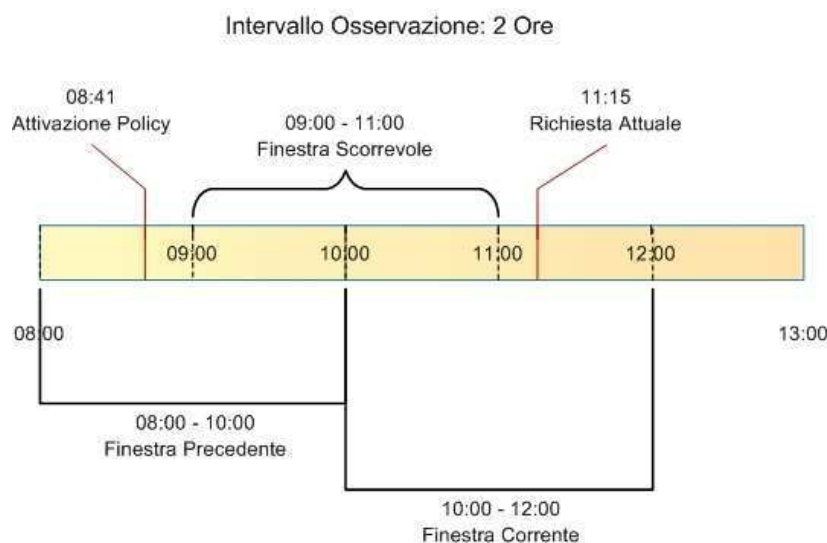 Intervallo Osservazione: 2 Ore
08:41
Attivazione Policy
09:00 - 11:00
Finestra Scorrevole
11:15
Richiesta Attuale
09:00
10:00
11:00
12:00
08:00
13:00
08:00 - 10:00
Finestra Precedente
10:00 - 12:00
Finestra Corrente